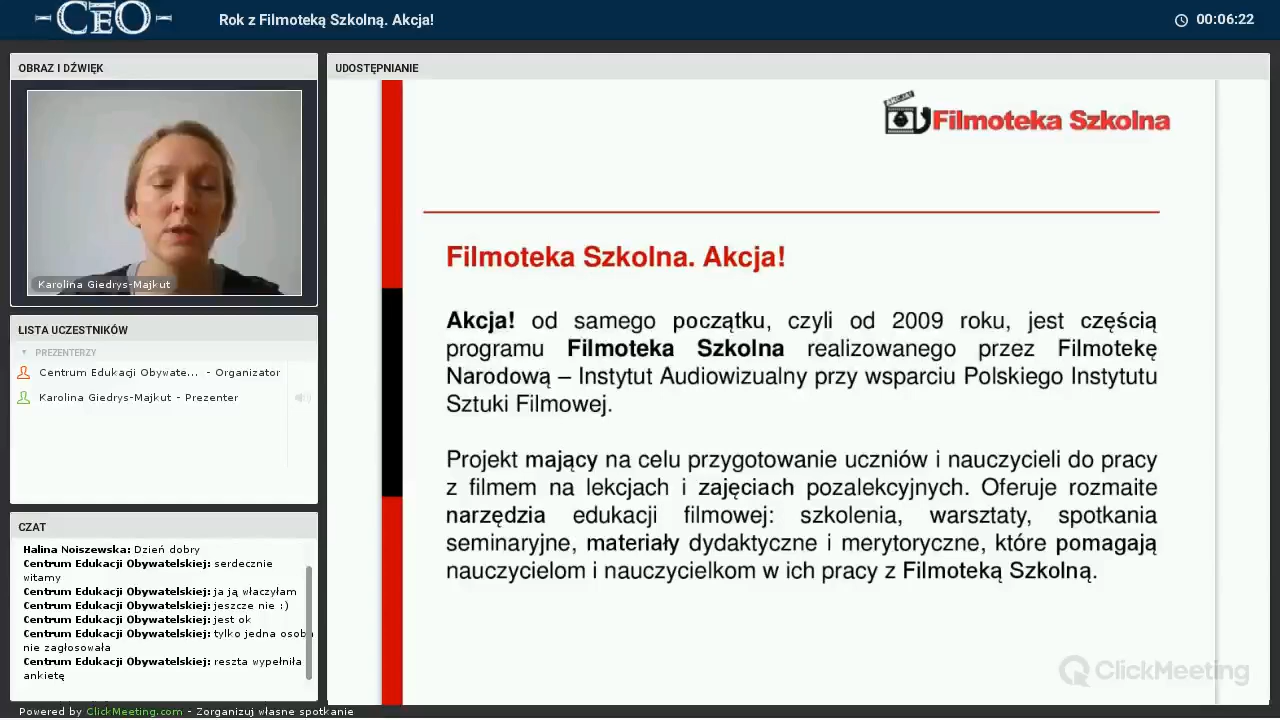 CEO
Rok z Filmoteką Szkolną. Akcja!
00:06:22
OBRAZ I DŹWIĘK
Karolina Giedrys-Majkut
LISTA UCZESTNIKÓW
PREZENTERZY
Centrum Edukacji Obywate... - Organizator
Karolina Giedrys-Majkut - Prezenter
CZAT
Halina Noiszewska: Dzień dobry
Centrum Edukacji Obywatelskiej: serdecznie
witamy
Centrum Edukacji Obywatelskiej: ja ją właczyłam
Centrum Edukacji Obywatelskiej: jeszcze nie :)
Centrum Edukacji Obywatelskiej: jest ok
Centrum Edukacji Obywatelskiej: tylko jedna osoba
nie zagłosowała
Centrum Edukacji Obywatelskiej: reszta wypełniła
ankietę
Powered by ClickMeeting.com - Zorganizuj własne spotkanie
UDOSTĘPNIANIE
AKCJA!
Filmoteka Szkolna
Filmoteka Szkolna. Akcja!
Akcja! od samego początku, czyli od 2009 roku, jest częścią
programu Filmoteka Szkolna realizowanego przez Filmotekę
Narodową – Instytut Audiowizualny przy wsparciu Polskiego Instytutu
Sztuki Filmowej.
Projekt mający na celu przygotowanie uczniów i nauczycieli do pracy
z filmem na lekcjach i zajęciach pozalekcyjnych. Oferuje rozmaite
narzędzia edukacji filmowej: szkolenia, warsztaty, spotkania
seminaryjne, materiały dydaktyczne i merytoryczne, które pomagają
nauczycielom i nauczycielkom w ich pracy z Filmoteką Szkolną.
ClickMeeting